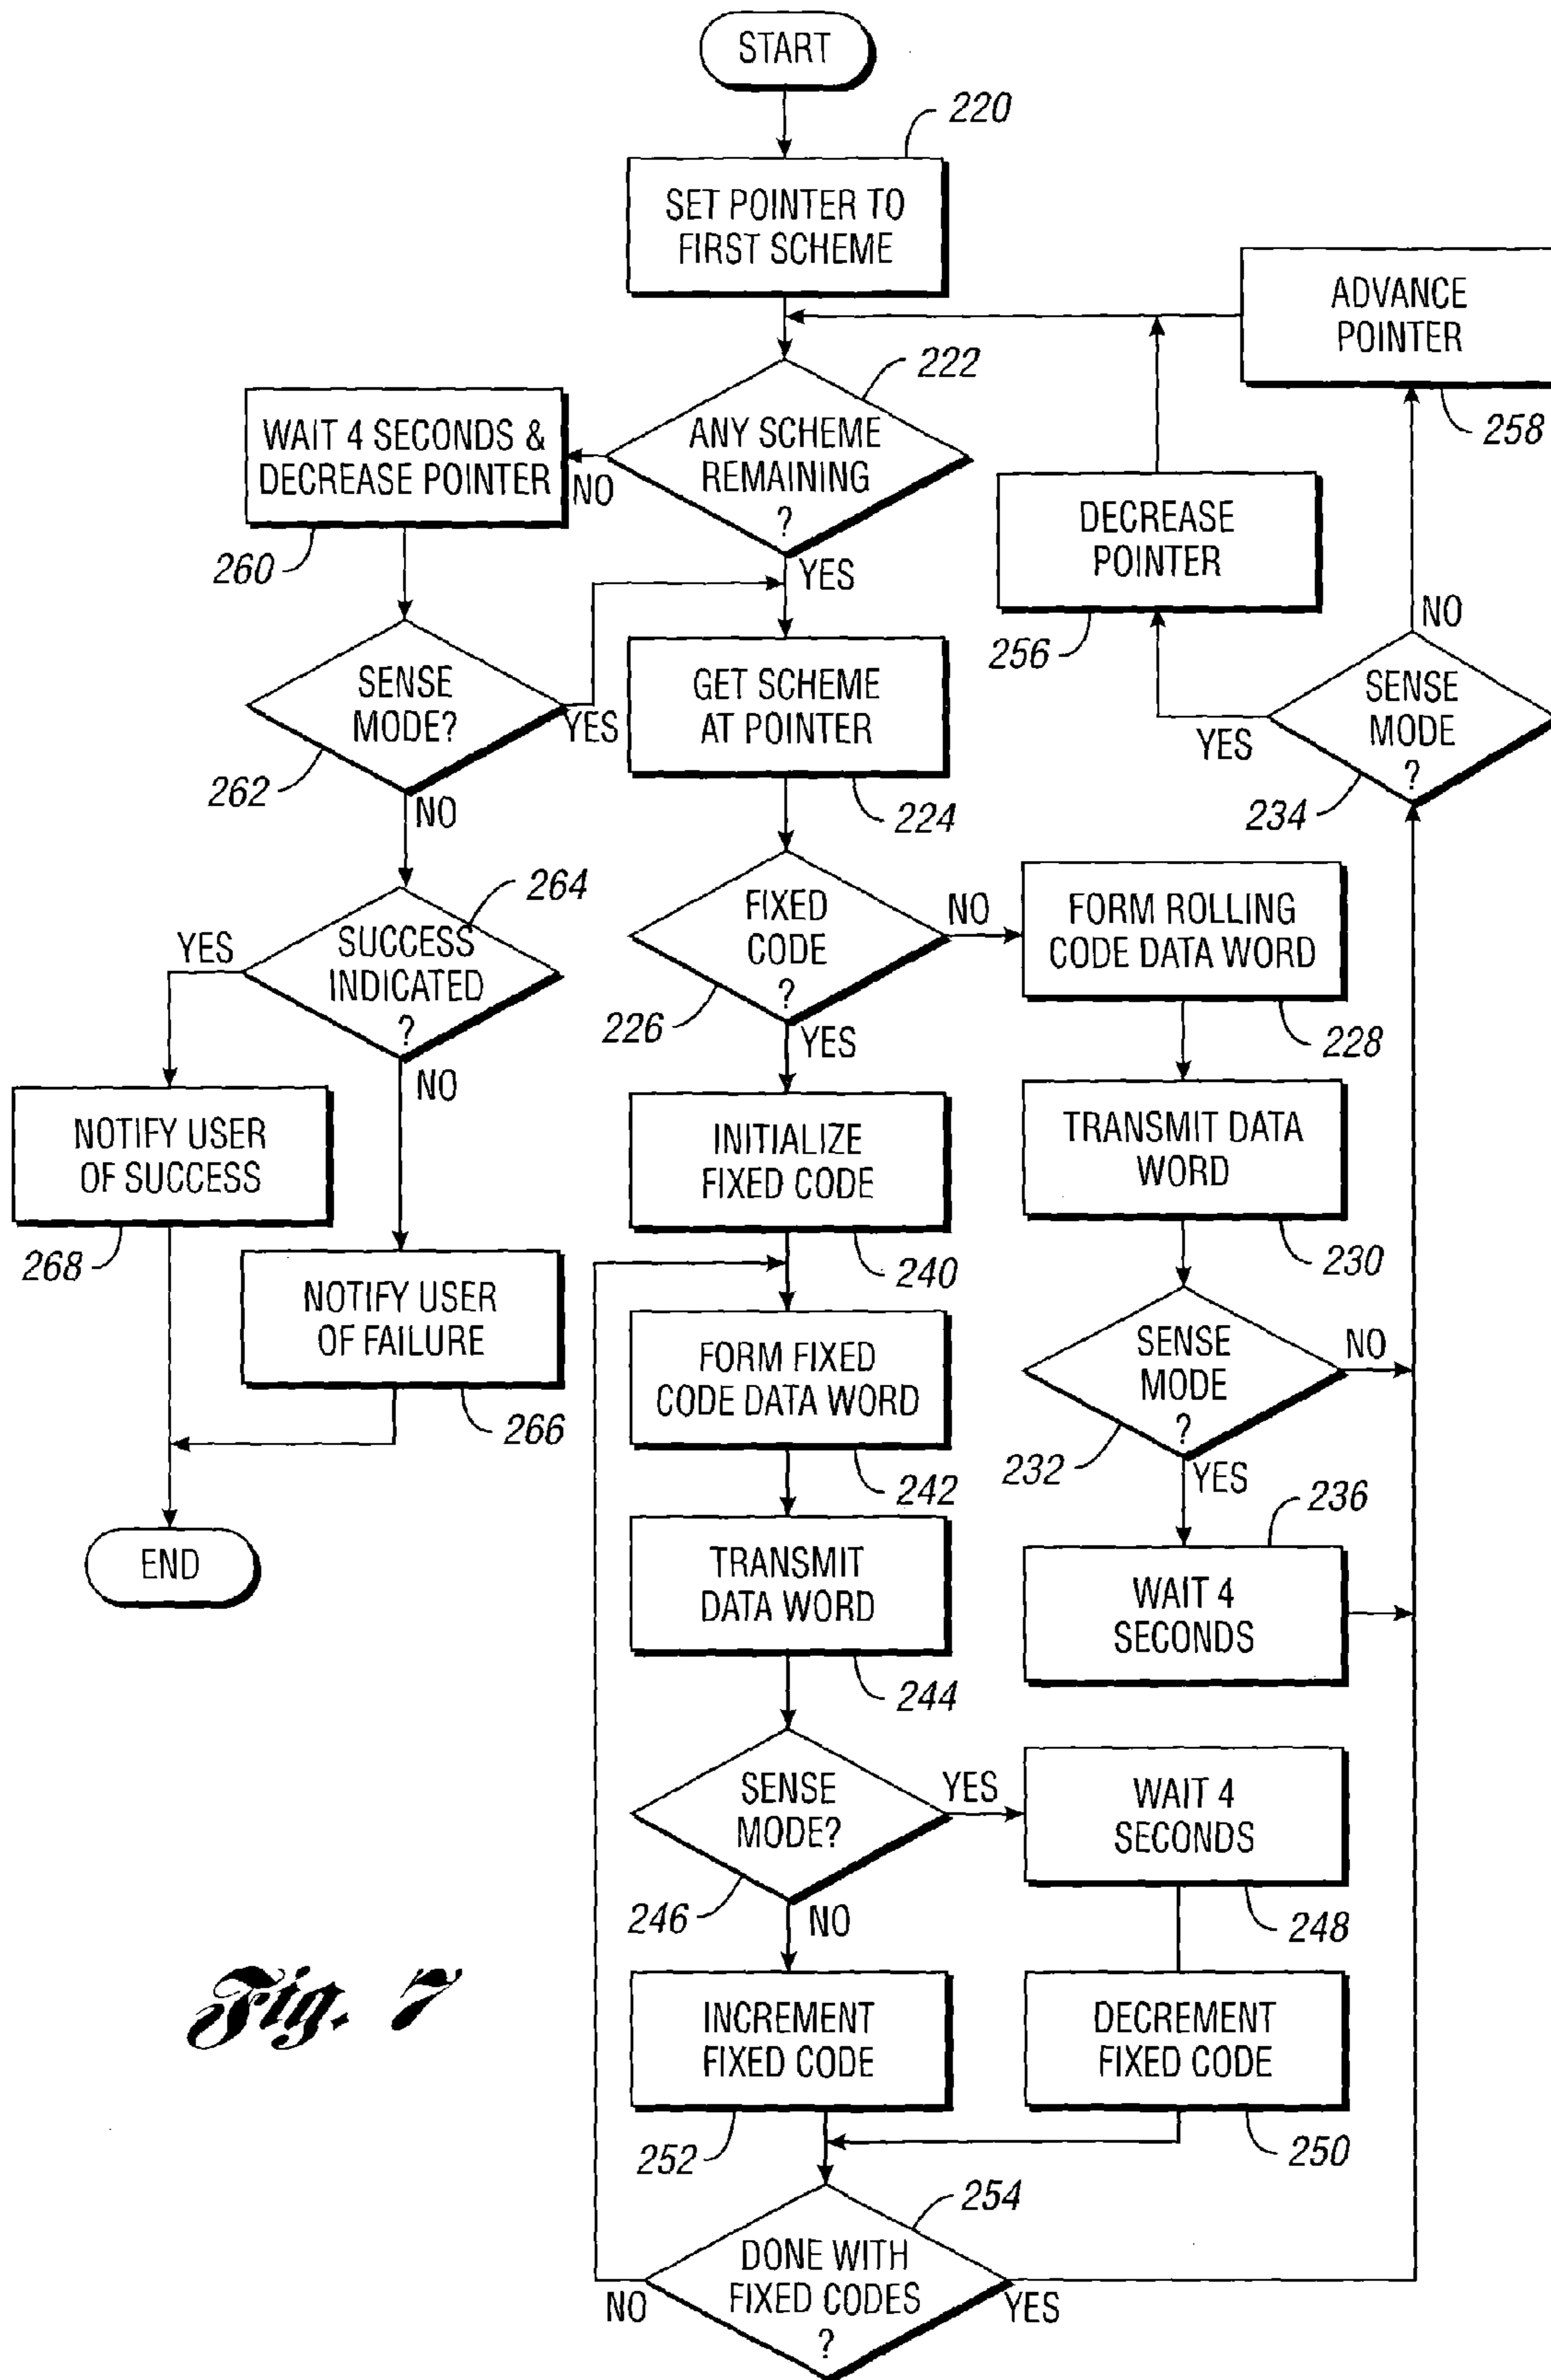 START
220
SET POINTER TO
FIRST SCHEME
ADVANCE
POINTER
258
222
ANY SCHEME
REMAINING
?
NO
YES
WAIT 4 SECONDS &
DECREASE POINTER
260
DECREASE
POINTER
256
SENSE
MODE?
YES
262
NO
GET SCHEME
AT POINTER
224
NO
SENSE
MODE
?
YES
234
264
SUCCESS
INDICATED
?
YES
NO
FIXED
CODE
?
NO
226
YES
FORM ROLLING
CODE DATA WORD
228
NOTIFY USER
OF SUCCESS
268
INITIALIZE
FIXED CODE
240
TRANSMIT DATA
WORD
230
NOTIFY USER
OF FAILURE
266
FORM FIXED
CODE DATA WORD
242
SENSE
MODE
?
NO
232
YES
236
END
TRANSMIT
DATA WORD
244
WAIT 4
SECONDS
SENSE
MODE?
YES
246
NO
WAIT 4
SECONDS
248
Fig. 7
INCREMENT
FIXED CODE
252
DECREMENT
FIXED CODE
250
254
DONE WITH
FIXED CODES
?
NO
YES